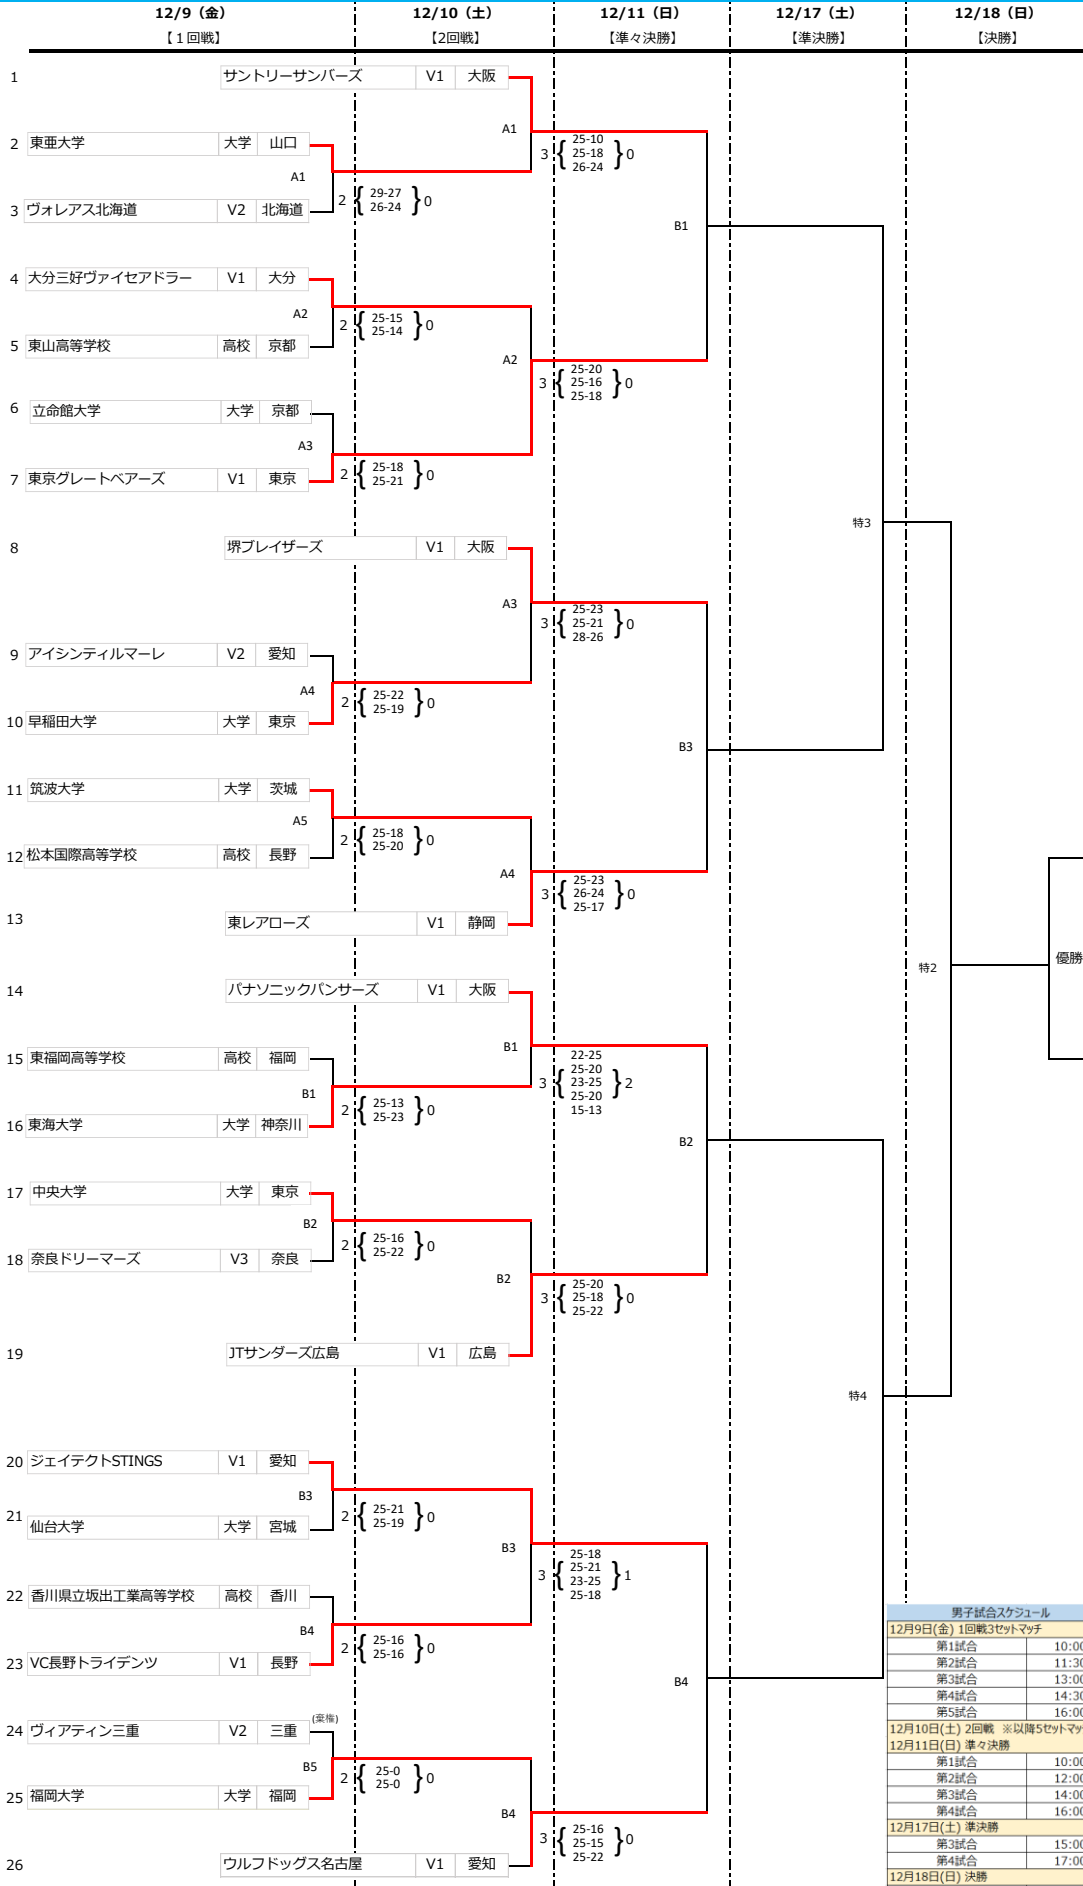 12/9（金） 12/10（土） 12/11（日） 12/17（土） 12/18（日）
【１回戦】 【2回戦】 【準々決勝】 【準決勝】 【決勝】
1 サントリーサンバーズ V1 大阪
A1
2 東亜大学 大学 山口
3 { 25-10 25-18 26-24 } 0
A1
2 { 29-27 26-24 } 0
3 ヴォレアス北海道 V2 北海道
B1
4 大分三好ヴァイセアドラー V1 大分
A2
2 { 25-15 25-14 } 0
5 東山高等学校 高校 京都
A2
3 { 25-20 25-16 25-18 } 0
6 立命館大学 大学 京都
A3
2 { 25-18 25-21 } 0
7 東京グレートベアーズ V1 東京
特3
8 堺ブレイザーズ V1 大阪
A3
3 { 25-23 25-21 28-26 } 0
9 アイシンティルマーレ V2 愛知
A4
2 { 25-22 25-19 } 0
10 早稲田大学 大学 東京
B3
11 筑波大学 大学 茨城
A5
2 { 25-18 25-20 } 0
12 松本国際高等学校 高校 長野
A4
3 { 25-23 26-24 25-17 } 0
13 東レアローズ V1 静岡
特2 優勝
14 パナソニックパンサーズ V1 大阪
B1
15 東福岡高等学校 高校 福岡
3 { 22-25 25-20 23-25 25-20 15-13 } 2
B1
2 { 25-13 25-23 } 0
16 東海大学 大学 神奈川
B2
17 中央大学 大学 東京
B2
2 { 25-16 25-22 } 0
18 奈良ドリーマーズ V3 奈良
B2
3 { 25-20 25-18 25-22 } 0
19 JTサンダーズ広島 V1 広島
特4
20 ジェイテクトSTINGS V1 愛知
B3
2 { 25-21 25-19 } 0
21 仙台大学 大学 宮城
B3
3 { 25-18 25-21 23-25 25-18 } 1
22 香川県立坂出工業高等学校 高校 香川
B4
2 { 25-16 25-16 } 0
23 VC長野トライデンツ V1 長野
B4
24 ヴィアティン三重 V2 三重 (棄権)
B5
2 { 25-0 25-0 } 0
25 福岡大学 大学 福岡
B4
3 { 25-16 25-15 25-22 } 0
26 ウルフドッグス名古屋 V1 愛知
男子試合スケジュール
12月9日(金) 1回戦3セットマッチ
第1試合 10:00
第2試合 11:30
第3試合 13:00
第4試合 14:30
第5試合 16:00
12月10日(土) 2回戦 ※以降5セットマッ
12月11日(日) 準々決勝
第1試合 10:00
第2試合 12:00
第3試合 14:00
第4試合 16:00
12月17日(土) 準決勝
第3試合 15:00
第4試合 17:00
12月18日(日) 決勝